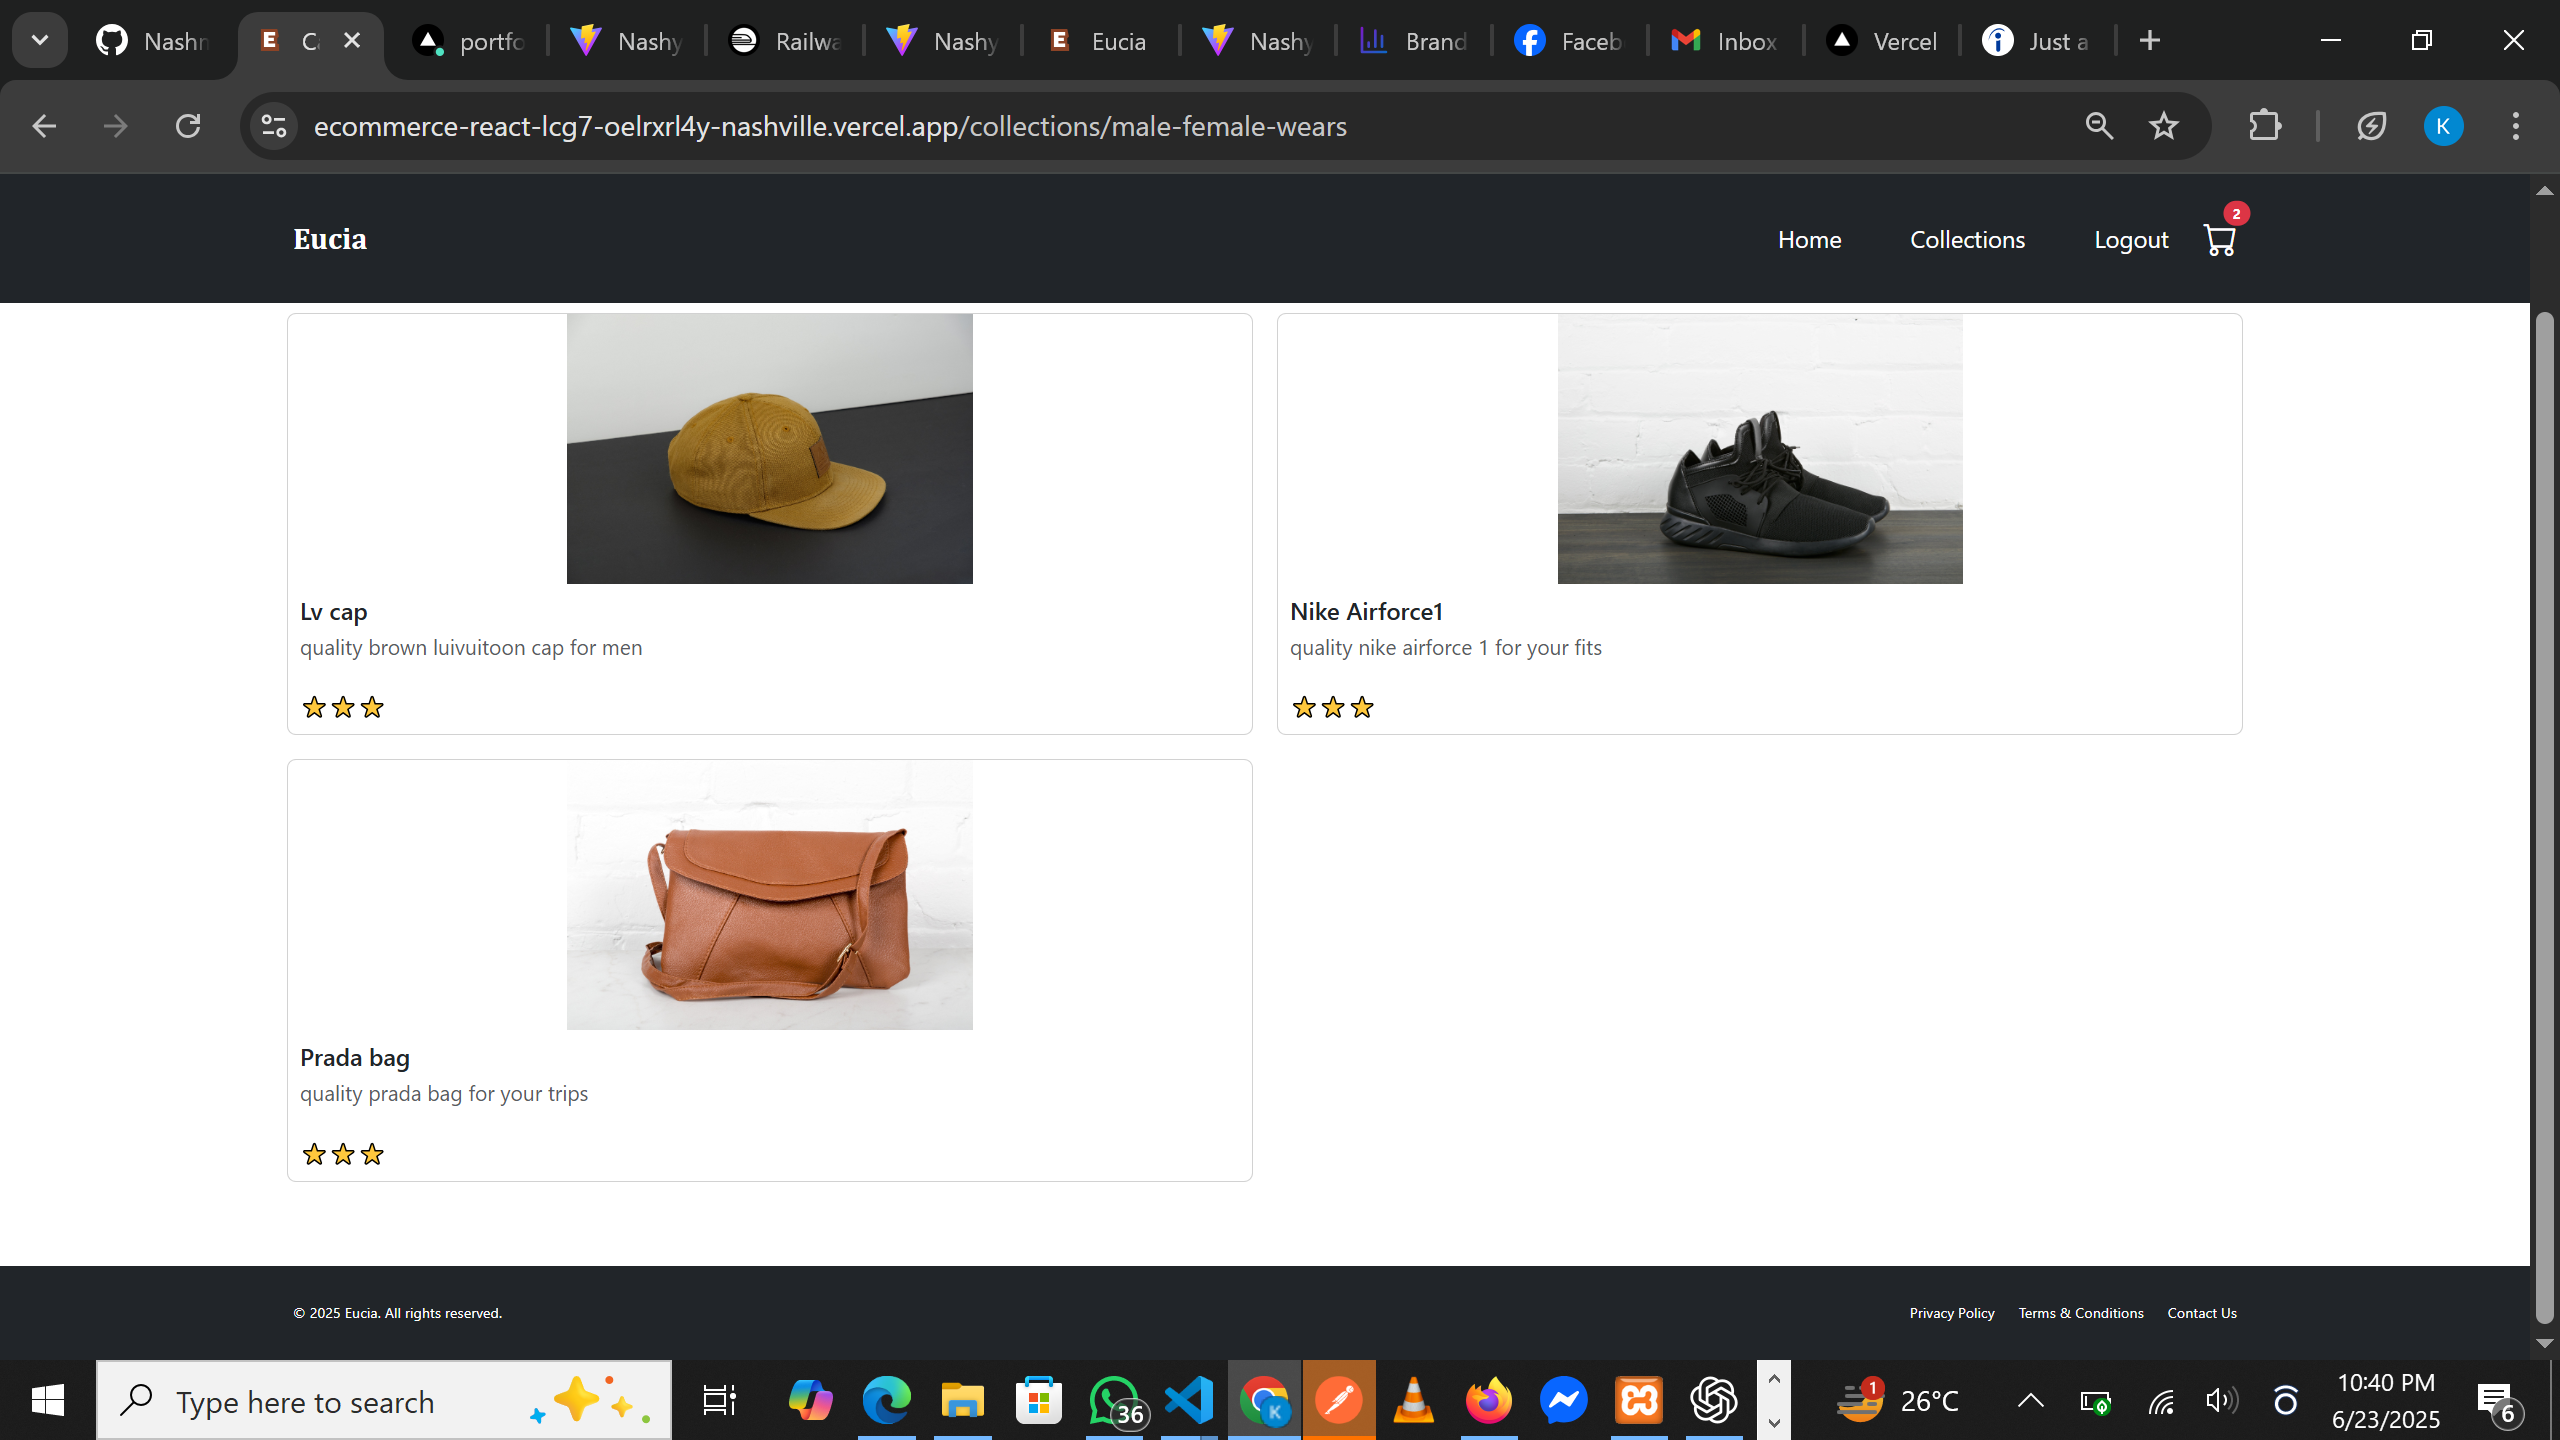 Nashr
Ca
portfo
Nashy
Railwa
Nashy
Eucia
Nashy
Brand
Faceb
Inbox
Vercel
Just a
ecommerce-react-lcg7-oelrxrl4y-nashville.vercel.app/collections/male-female-wears
K
Eucia
Home
Collections
Logout
2
Lv cap
quality brown luivuitoon cap for men
Nike Airforce1
quality nike airforce 1 for your fits
Prada bag
quality prada bag for your trips
© 2025 Eucia. All rights reserved.
Privacy Policy
Terms & Conditions
Contact Us
Type here to search
36
K
1
26°C
10:40 PM
6/23/2025
6